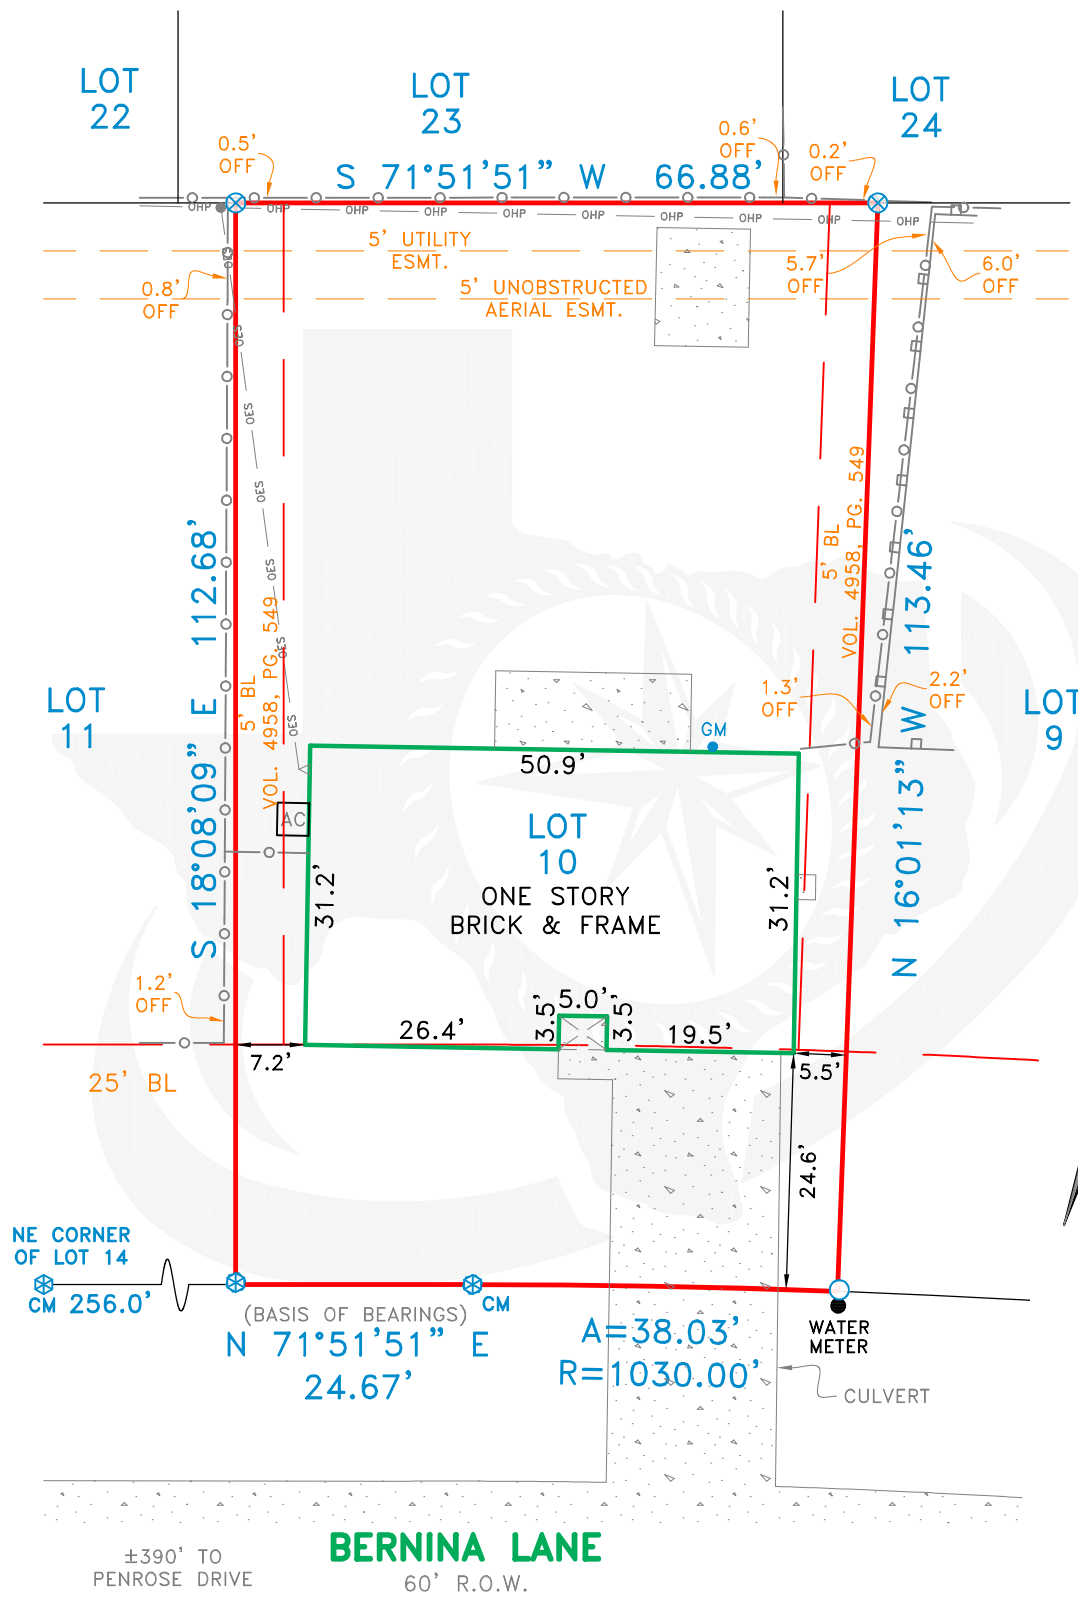 LOT
22
LOT
23
LOT
24
0.5'
OFF
0.6'
OFF
0.2'
OFF
S 71°51'51" W 66.88'
OHP
OHP
OHP
OHP
OHP
OHP
OHP
OHP
OHP
OHP
5' UTILITY
ESMT.
5' UNOBSTRUCTED
AERIAL ESMT.
5.7'
OFF
6.0'
OFF
0.8'
OFF
OES
OES
OES
OES
OES
OES
OES
S 18°08'09" E 112.68'
5' BL
VOL. 4958, PG. 549
5' BL
VOL. 4958, PG. 549
N 16°01'13" W 113.46'
1.3'
OFF
2.2'
OFF
LOT
11
LOT
9
GM
50.9'
AC
LOT
10
ONE STORY
BRICK & FRAME
31.2'
31.2'
1.2'
OFF
26.4'
3.5'
5.0'
3.5'
19.5'
7.2'
5.5'
25' BL
24.6'
NE CORNER
OF LOT 14
CM 256.0'
CM
(BASIS OF BEARINGS)
N 71°51'51" E
24.67'
A=38.03'
R=1030.00'
WATER
METER
CULVERT
BERNINA LANE
60' R.O.W.
±390' TO
PENROSE DRIVE